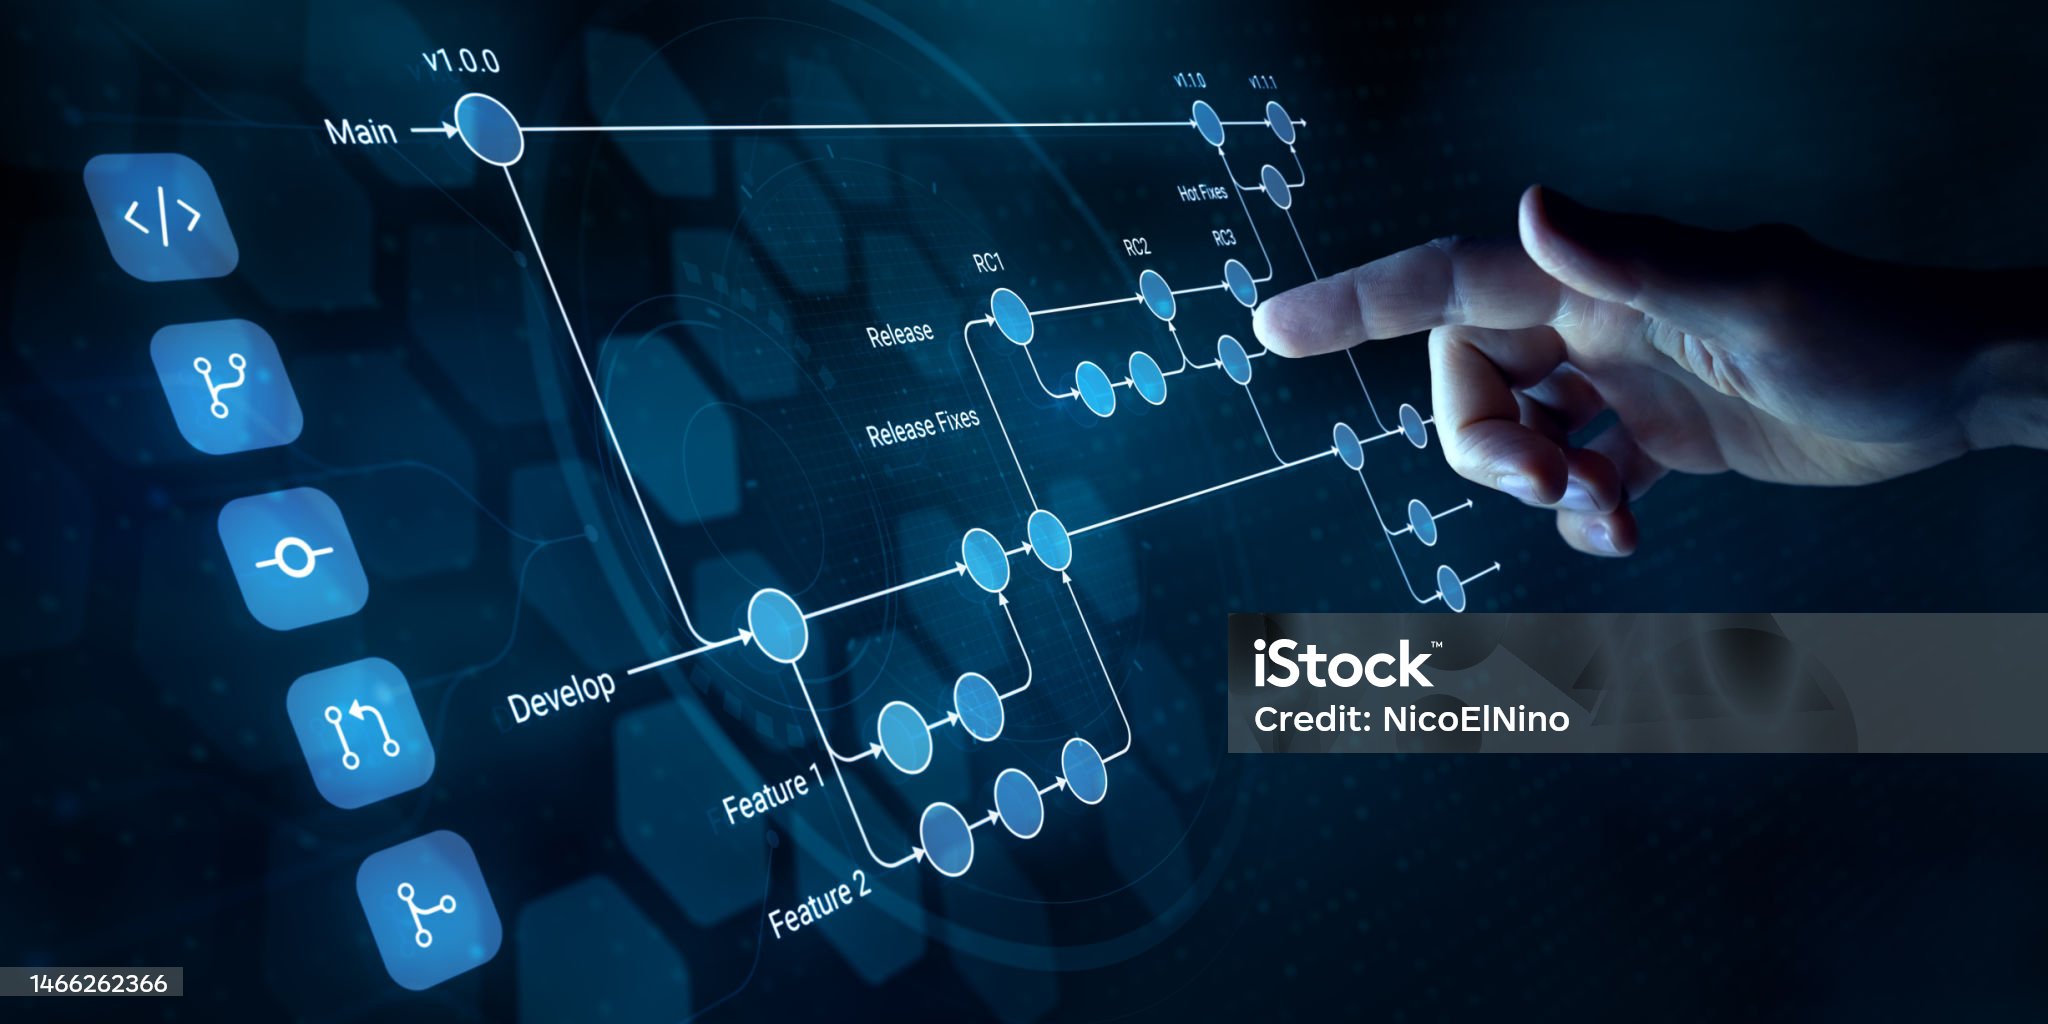 v1.0.0
Main
v1.1.0
v1.1.1
Hot Fixes
RC1
RC2
RC3
Release
Release Fixes
Develop
Feature 1
Feature 2
</>
iStock™
Credit: NicoElNino
1466262366